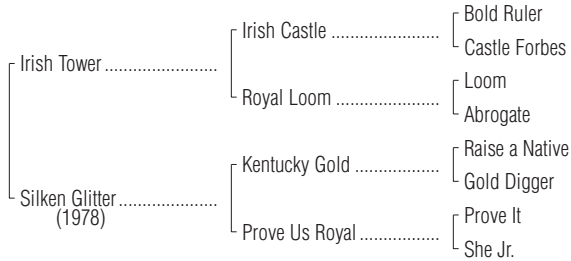 Bold Ruler
Irish Castle ........................
Castle Forbes
Irish Tower .........................
Loom
Royal Loom .......................
Abrogate
Raise a Native
Kentucky Gold ...................
Gold Digger
Silken Glitter ......................
(1978)
Prove It
Prove Us Royal ..................
She Jr.